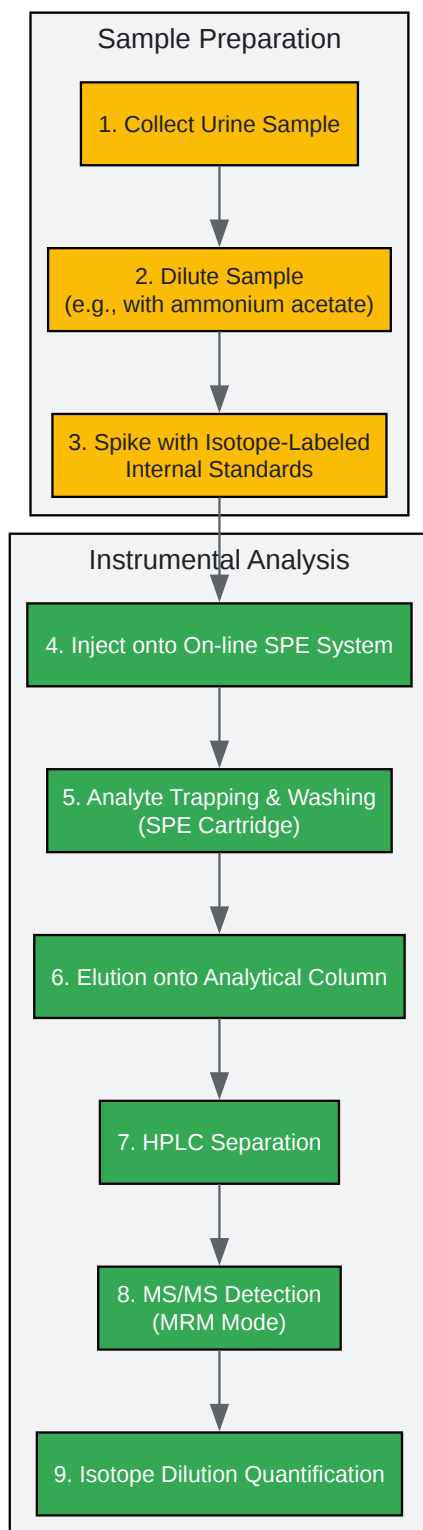 Sample Preparation
1. Collect Urine Sample
2. Dilute Sample
(e.g., with ammonium acetate)
3. Spike with Isotope-Labeled
Internal Standards
Instrumental Analysis
4. Inject onto On-line SPE System
5. Analyte Trapping & Washing
(SPE Cartridge)
6. Elution onto Analytical Column
7. HPLC Separation
8. MS/MS Detection
(MRM Mode)
9. Isotope Dilution Quantification